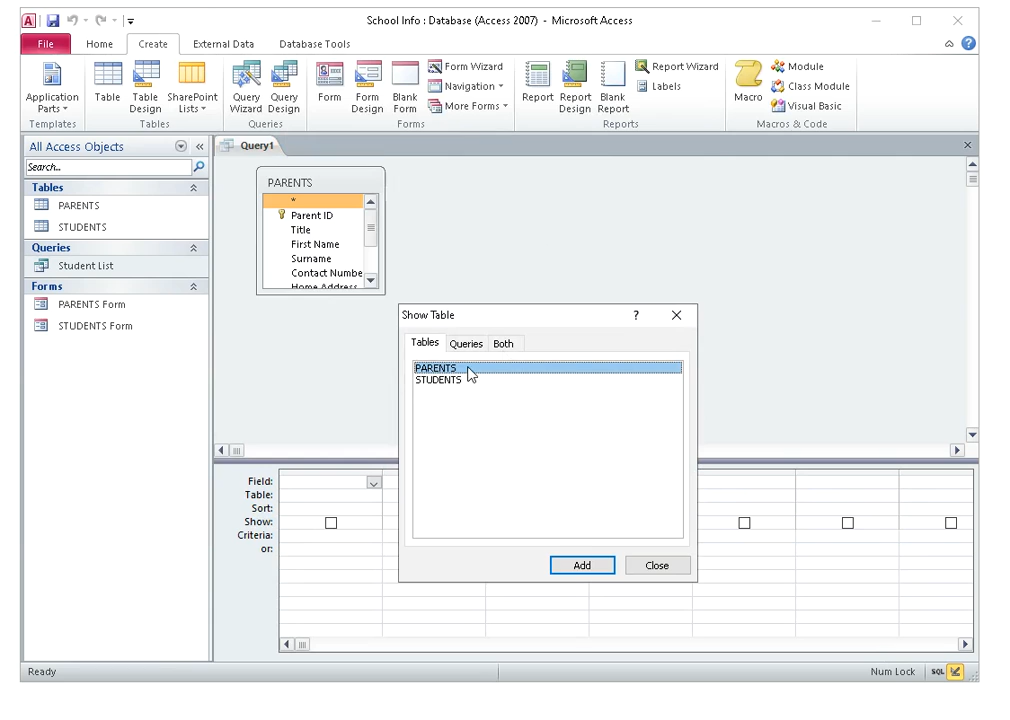 School Info : Database (Access 2007) - Microsoft Access
File Home Create External Data Database Tools
Application Parts
Table
Table Design
SharePoint Lists
Query Wizard
Query Design
Form
Form Design
Blank Form
Form Wizard
Navigation
More Forms
Report
Report Design
Blank Report
Report Wizard
Labels
Macro
Module
Class Module
Visual Basic
Templates Tables Queries Forms Reports Macros & Code
All Access Objects
Search...
Tables
PARENTS
STUDENTS
Queries
Student List
Forms
PARENTS Form
STUDENTS Form
Query1
PARENTS
*
Parent ID
Title
First Name
Surname
Contact Numbe
Home Address
Show Table
Tables Queries Both
PARENTS
STUDENTS
Add Close
Field:
Table:
Sort:
Show:
Criteria:
or:
Ready Num Lock SQL